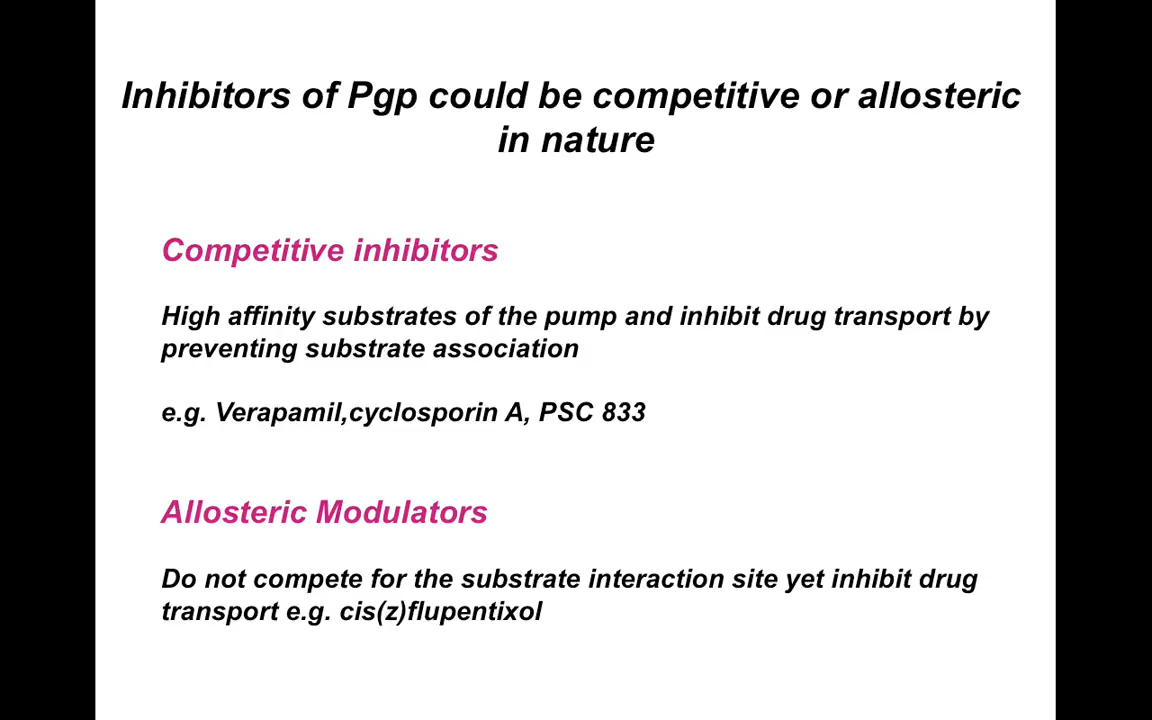 Inhibitors of Pgp could be competitive or allosteric
in nature
Competitive inhibitors
High affinity substrates of the pump and inhibit drug transport by
preventing substrate association
e.g. Verapamil,cyclosporin A, PSC 833
Allosteric Modulators
Do not compete for the substrate interaction site yet inhibit drug
transport e.g. cis(z)flupentixol